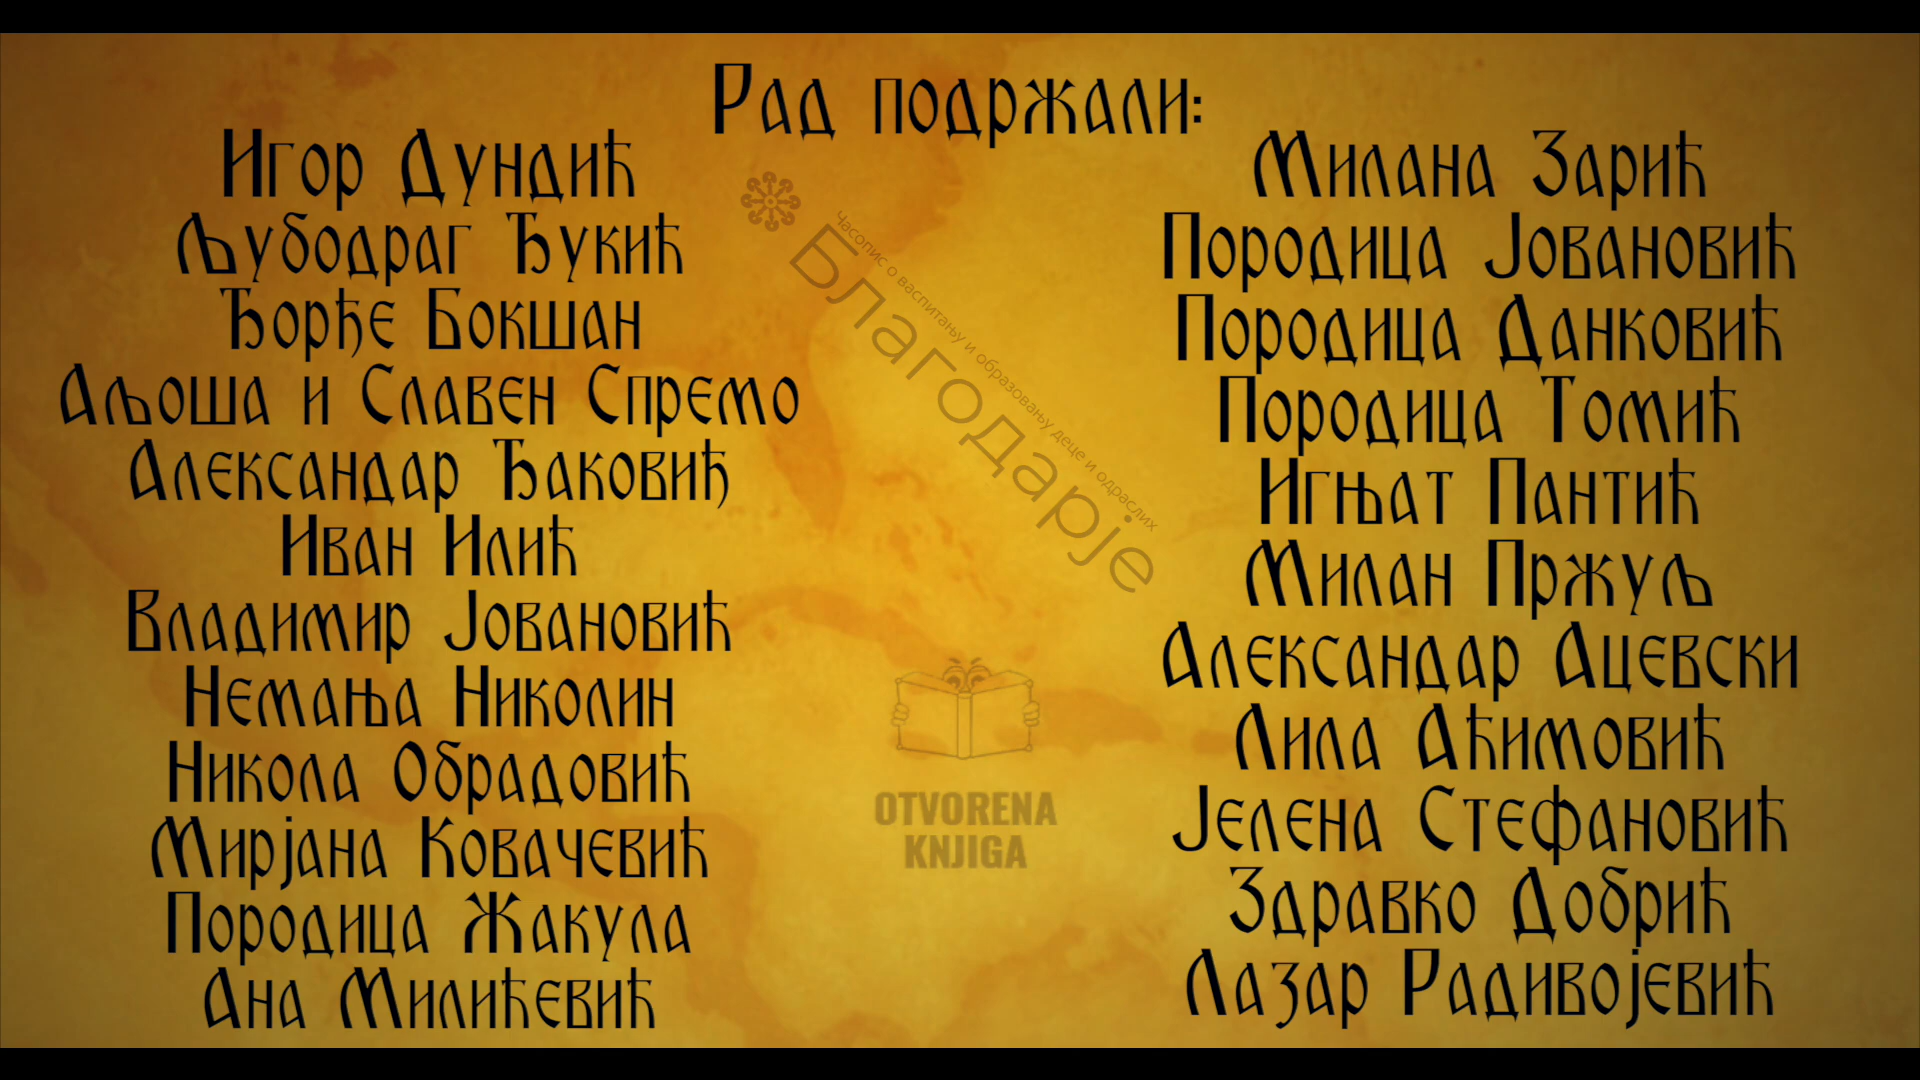 Рад подржали:
Игор Дундић
Љубодраг Ђукић
Ђорђе Бокшан
Аљоша и Славен Спремо
Александар Ђаковиђ
Иван Илић
Владимир Јовановић
Немања Николин
Никола Обрадовић
Мирјана Ковачевић
Породица Жакула
Ана Милићевић
Часопис о васпитању и образовању деце и одраслих
Благодарје
OTVORENA
KNJIGA
Милана Зарић
Породица Јовановић
Породица Данковић
Породица Томић
Игњат Пантић
Милан Пржуљ
Александар Ацевски
Лила Аћимовић
Јелена Стефановић
Здравко Добрић
Лазар Радивојевић